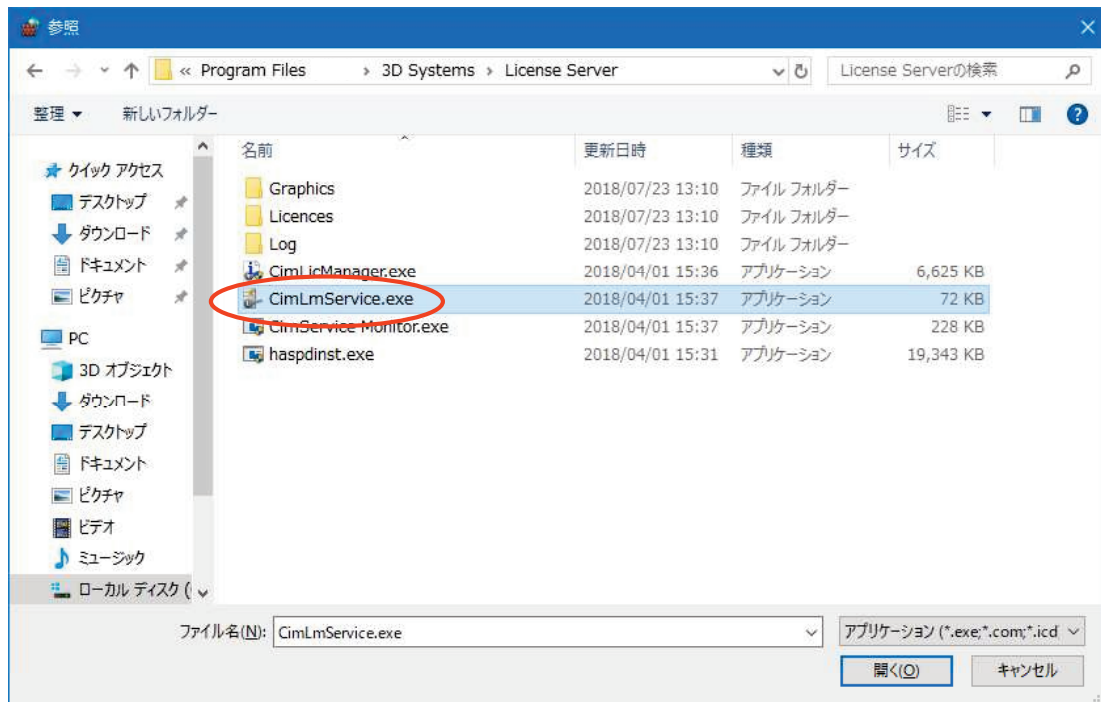 参照
« Program Files › 3D Systems › License Server
License Serverの検索
整理
新しいフォルダー
名前 更新日時 種類 サイズ
クイック アクセス
デスクトップ
ダウンロード
ドキュメント
ピクチャ
PC
3D オブジェクト
ダウンロード
デスクトップ
ドキュメント
ピクチャ
ビデオ
ミュージック
ローカル ディスク (
Graphics 2018/07/23 13:10 ファイル フォルダー
Licences 2018/07/23 13:10 ファイル フォルダー
Log 2018/07/23 13:10 ファイル フォルダー
CimLicManager.exe 2018/04/01 15:36 アプリケーション 6,625 KB
CimLmService.exe 2018/04/01 15:37 アプリケーション 72 KB
CimService Monitor.exe 2018/04/01 15:37 アプリケーション 228 KB
haspdinst.exe 2018/04/01 15:31 アプリケーション 19,343 KB
ファイル名(N): CimLmService.exe アプリケーション (*.exe;*.com;*.icd
開く(O) キャンセル